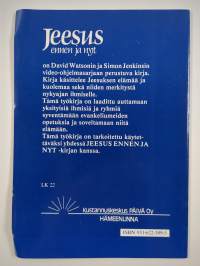 Jeesus
ennen ja nyt
on David Watsonin ja Simon Jenkinsin
video-ohjelmasarjaan perustuva kirja.
Kirja käsittelee Jeesuksen elämää ja
kuolemaa sekä niiden merkitystä
nykyajan ihmiselle.
Tämä työkirja on laadittu auttamaan
yksityisiä ihmisiä ja ryhmiä
syventämään evankeliumeiden
opetuksia ja soveltamaan niitä
elämään.
Tämä työkirja on tarkoitettu käytet-
täväksi yhdessä JEESUS ENNEN JA
NYT -kirjan kanssa.
LK 22
Kustannuskeskus PÄIVÄ Oy
HÄMEENLINNA